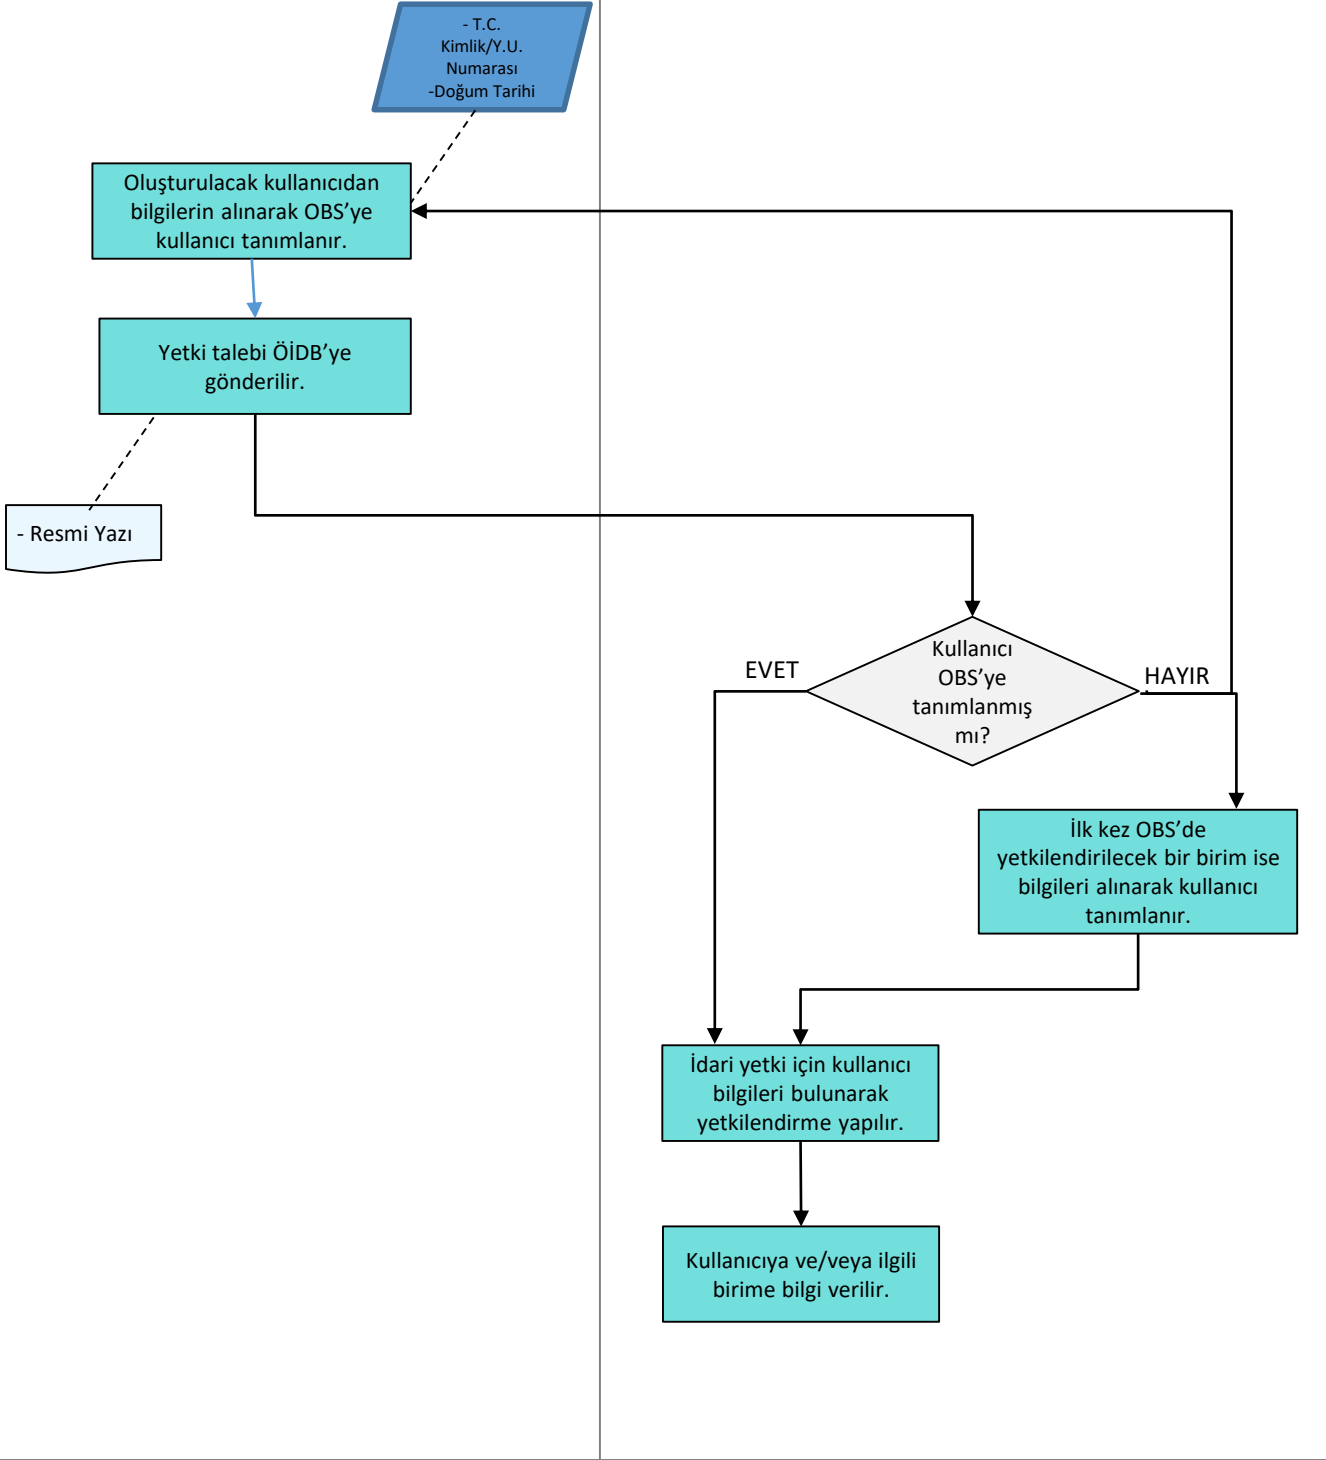 - T.C.
Kimlik/Y.U.
Numarası
-Doğum Tarihi
Oluşturulacak kullanıcıdan
bilgilerin alınarak OBS’ye
kullanıcı tanımlanır.
Yetki talebi ÖİDB’ye
gönderilir.
- Resmi Yazı
Kullanıcı
OBS’ye
tanımlanmış
mı?
EVET
HAYIR
İlk kez OBS’de
yetkilendirilecek bir birim ise
bilgileri alınarak kullanıcı
tanımlanır.
İdari yetki için kullanıcı
bilgileri bulunarak
yetkilendirme yapılır.
Kullanıcıya ve/veya ilgili
birime bilgi verilir.